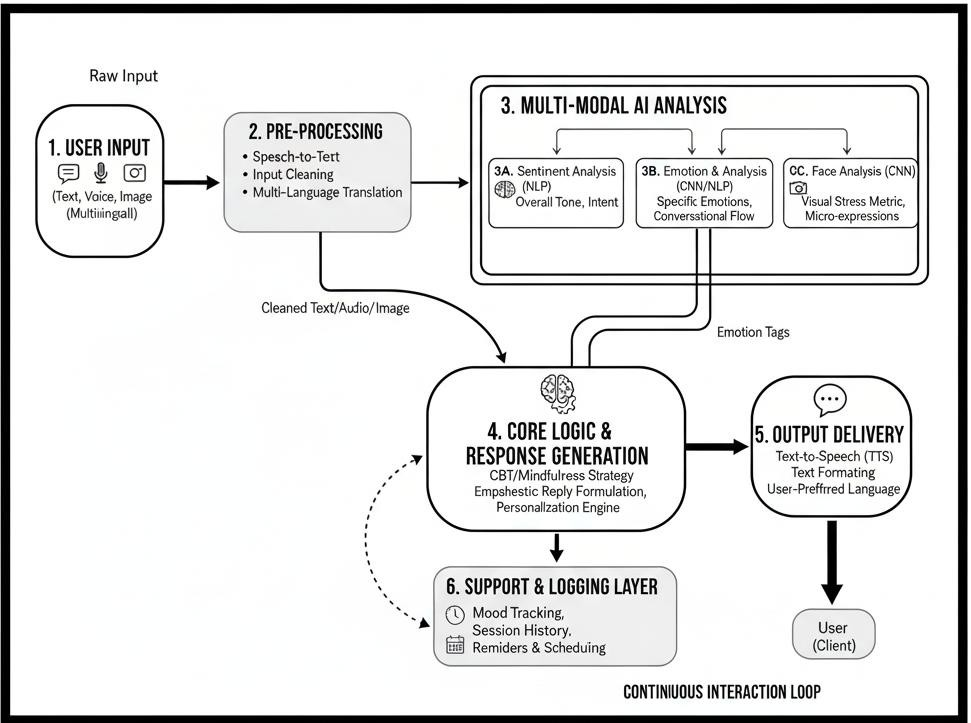 Raw Input
1. USER INPUT
(Text, Voice, Image
(Multiiingall)
2. PRE-PROCESSING
• Spesch-to-Tert
• Input Cleaning
• Multi-Language Translation
3. MULTI-MODAL AI ANALYSIS
3A. Sentinent Analysis
(NLP)
Overall Tone, Intent
3B. Emotion & Analysis
(CNN/NLP)
Specific Emotions,
Conversational Flow
CC. Face Analysis (CNN)
Visual Stress Metric,
Micro-expressions
Cleaned Text/Audio/Image
Emotion Tags
4. CORE LOGIC &
RESPONSE GENERATION
CBT/Mindfulress Strategy
Empshestic Reply Formulation,
Personalization Engine
5. OUTPUT DELIVERY
Text-to-Speech (TTS)
Text Formating
User-Preffrred Language
6. SUPPORT & LOGGING LAYER
Mood Tracking,
Session History,
Remiders & Scheduing
User
(Client)
CONTINUOUS INTERACTION LOOP